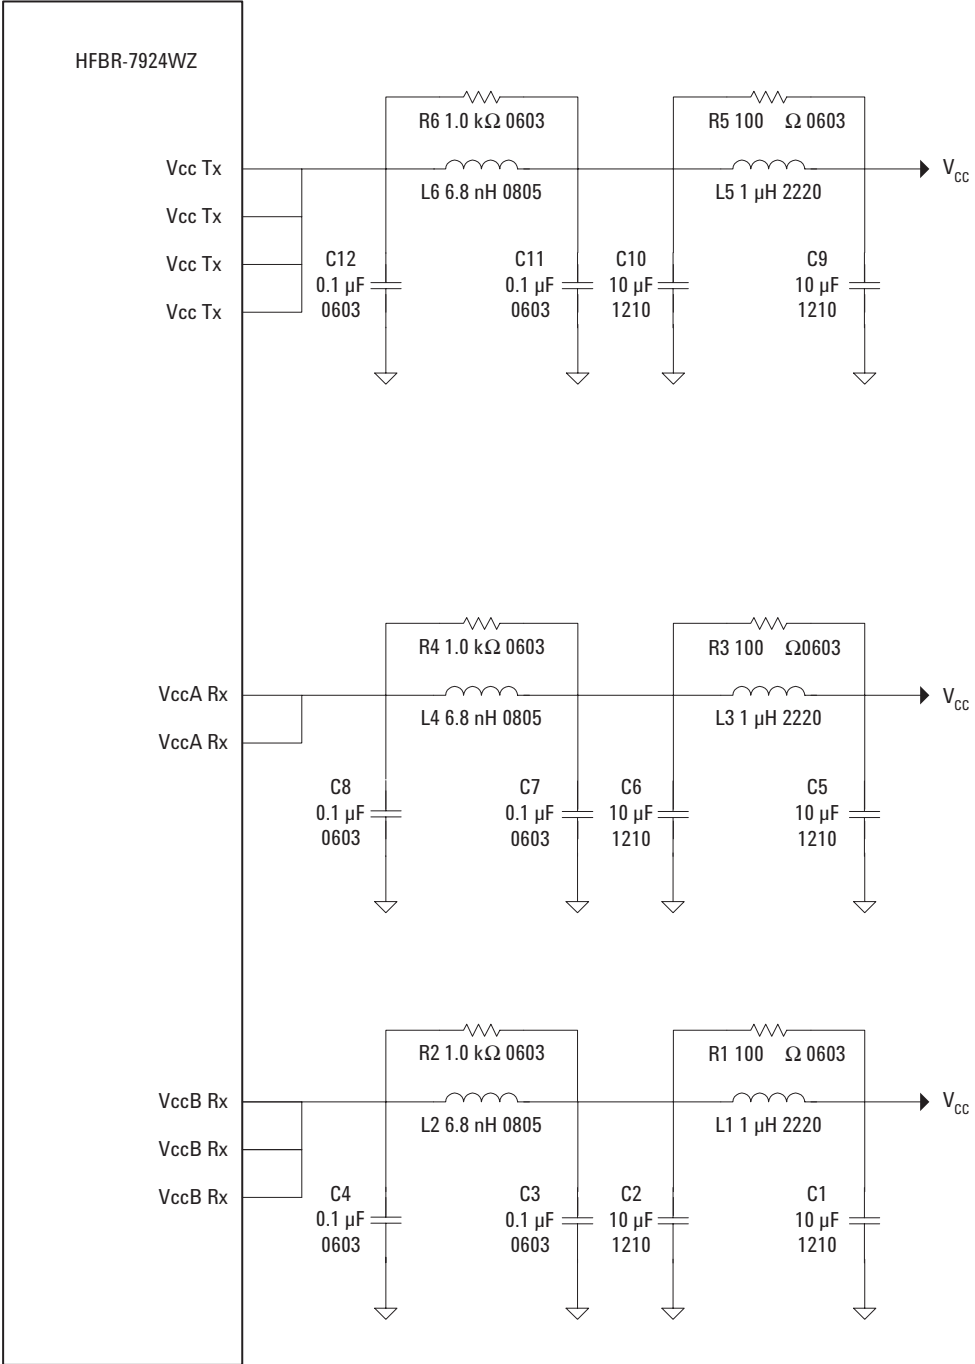 HFBR-7924WZ
R6 1.0 kΩ 0603
R5 100 Ω 0603
Vcc Tx
L6 6.8 nH 0805
L5 1 µH 2220
VCC
Vcc Tx
Vcc Tx
Vcc Tx
C12
0.1 µF
0603
C11
0.1 µF
0603
C10
10 µF
1210
C9
10 µF
1210
R4 1.0 kΩ 0603
R3 100 Ω0603
VccA Rx
L4 6.8 nH 0805
L3 1 µH 2220
VCC
VccA Rx
C8
0.1 µF
0603
C7
0.1 µF
0603
C6
10 µF
1210
C5
10 µF
1210
R2 1.0 kΩ 0603
R1 100 Ω 0603
VccB Rx
L2 6.8 nH 0805
L1 1 µH 2220
VCC
VccB Rx
VccB Rx
C4
0.1 µF
0603
C3
0.1 µF
0603
C2
10 µF
1210
C1
10 µF
1210